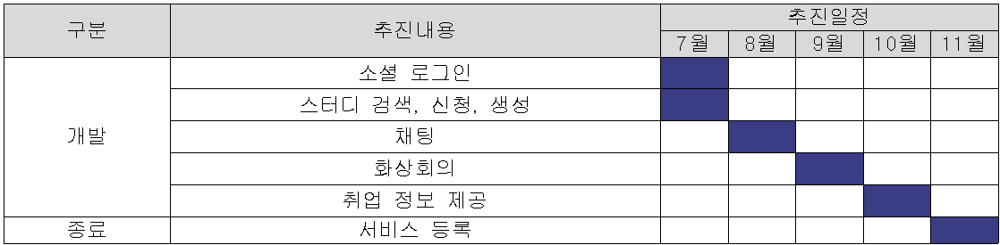 구분 추진내용 추진일정
7월 8월 9월 10월 11월
개발 소셜 로그인
스터디 검색, 신청, 생성
채팅
화상회의
취업 정보 제공
종료 서비스 등록